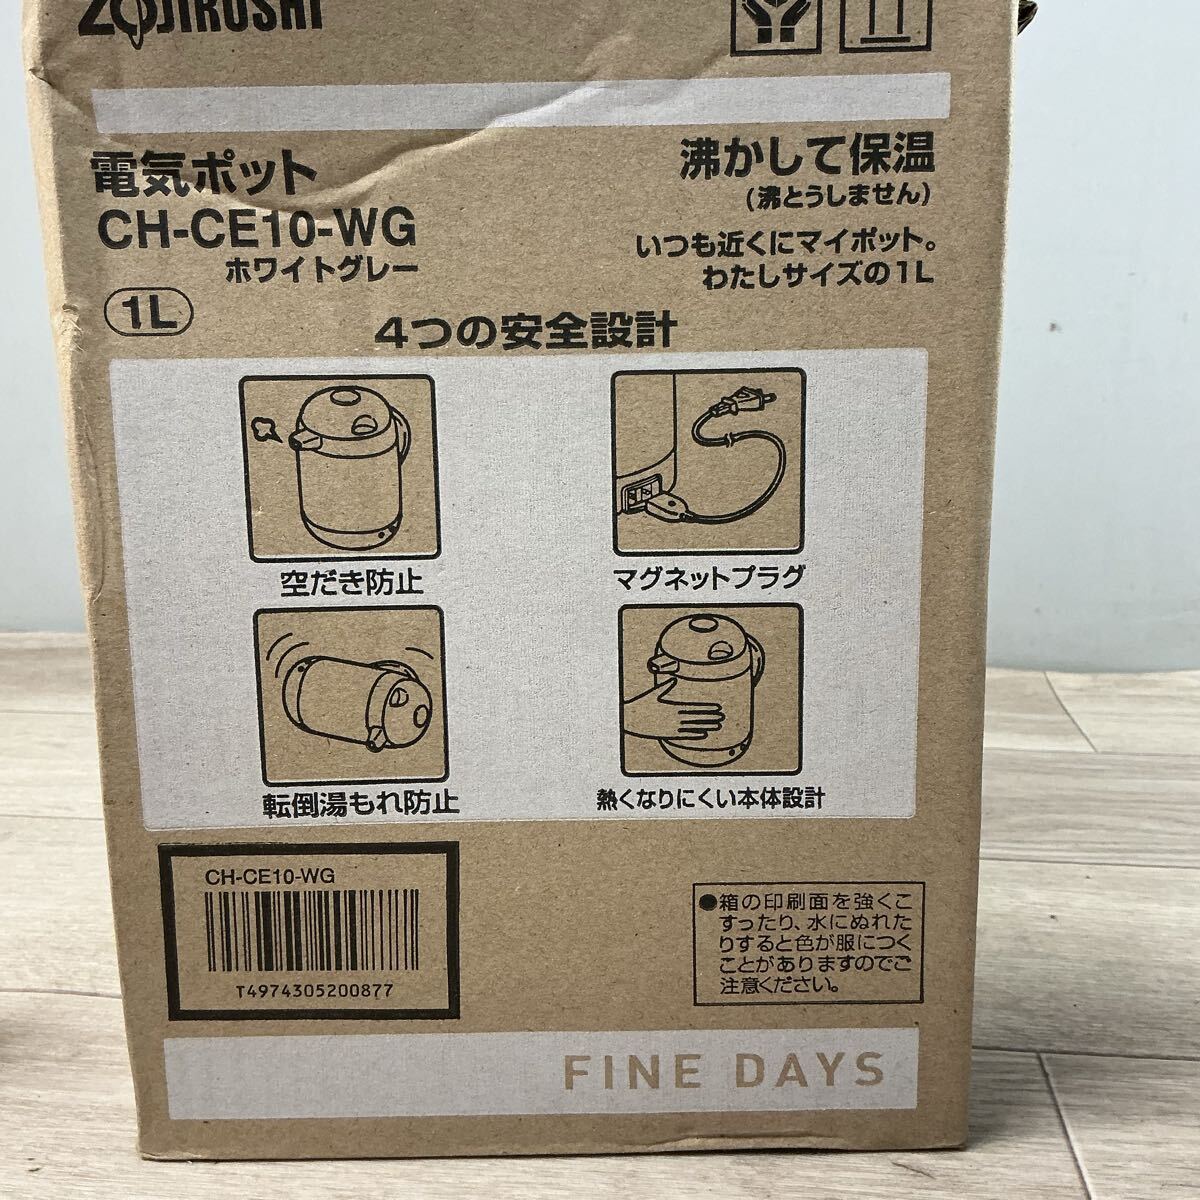 ZOJIRUSHI
電気ポット
CH-CE10-WG
ホワイトグレー
1L
沸かして保温
(沸とうしません)
いつも近くにマイポット。
わたしサイズの1L
4つの安全設計
空だき防止
マグネットプラグ
転倒湯もれ防止
熱くなりにくい本体設計
CH-CE10-WG
T4974305200877
●箱の印刷面を強くこ
すったり、水にぬれた
りすると色が服につく
ことがありますのでご
注意ください。
FINE DAYS